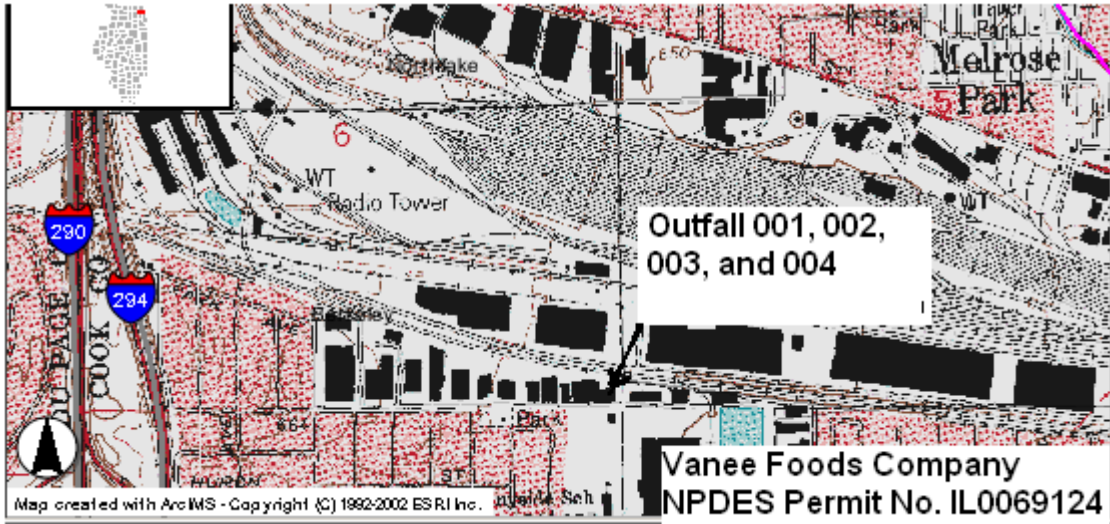 Northlake
650
Melrose
5 Park
6
WT
Radio Tower
WT
290
294
DU PAGE CO
COOK CO
Outfall 001, 002,
003, and 004
Berkeley
Park
Vanee Foods Company
NPDES Permit No. IL0069124
Map created with ArcIMS - Copyright (C) 1992-2002 ESRI Inc.